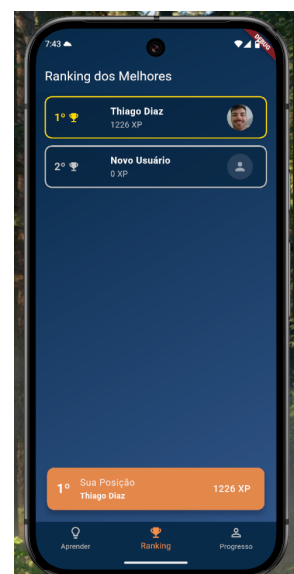 7:43
DEBUG
Ranking dos Melhores
1º Thiago Diaz
1226 XP
2º Novo Usuário
0 XP
1º Sua Posição
Thiago Diaz
1226 XP
Aprender Ranking Progresso